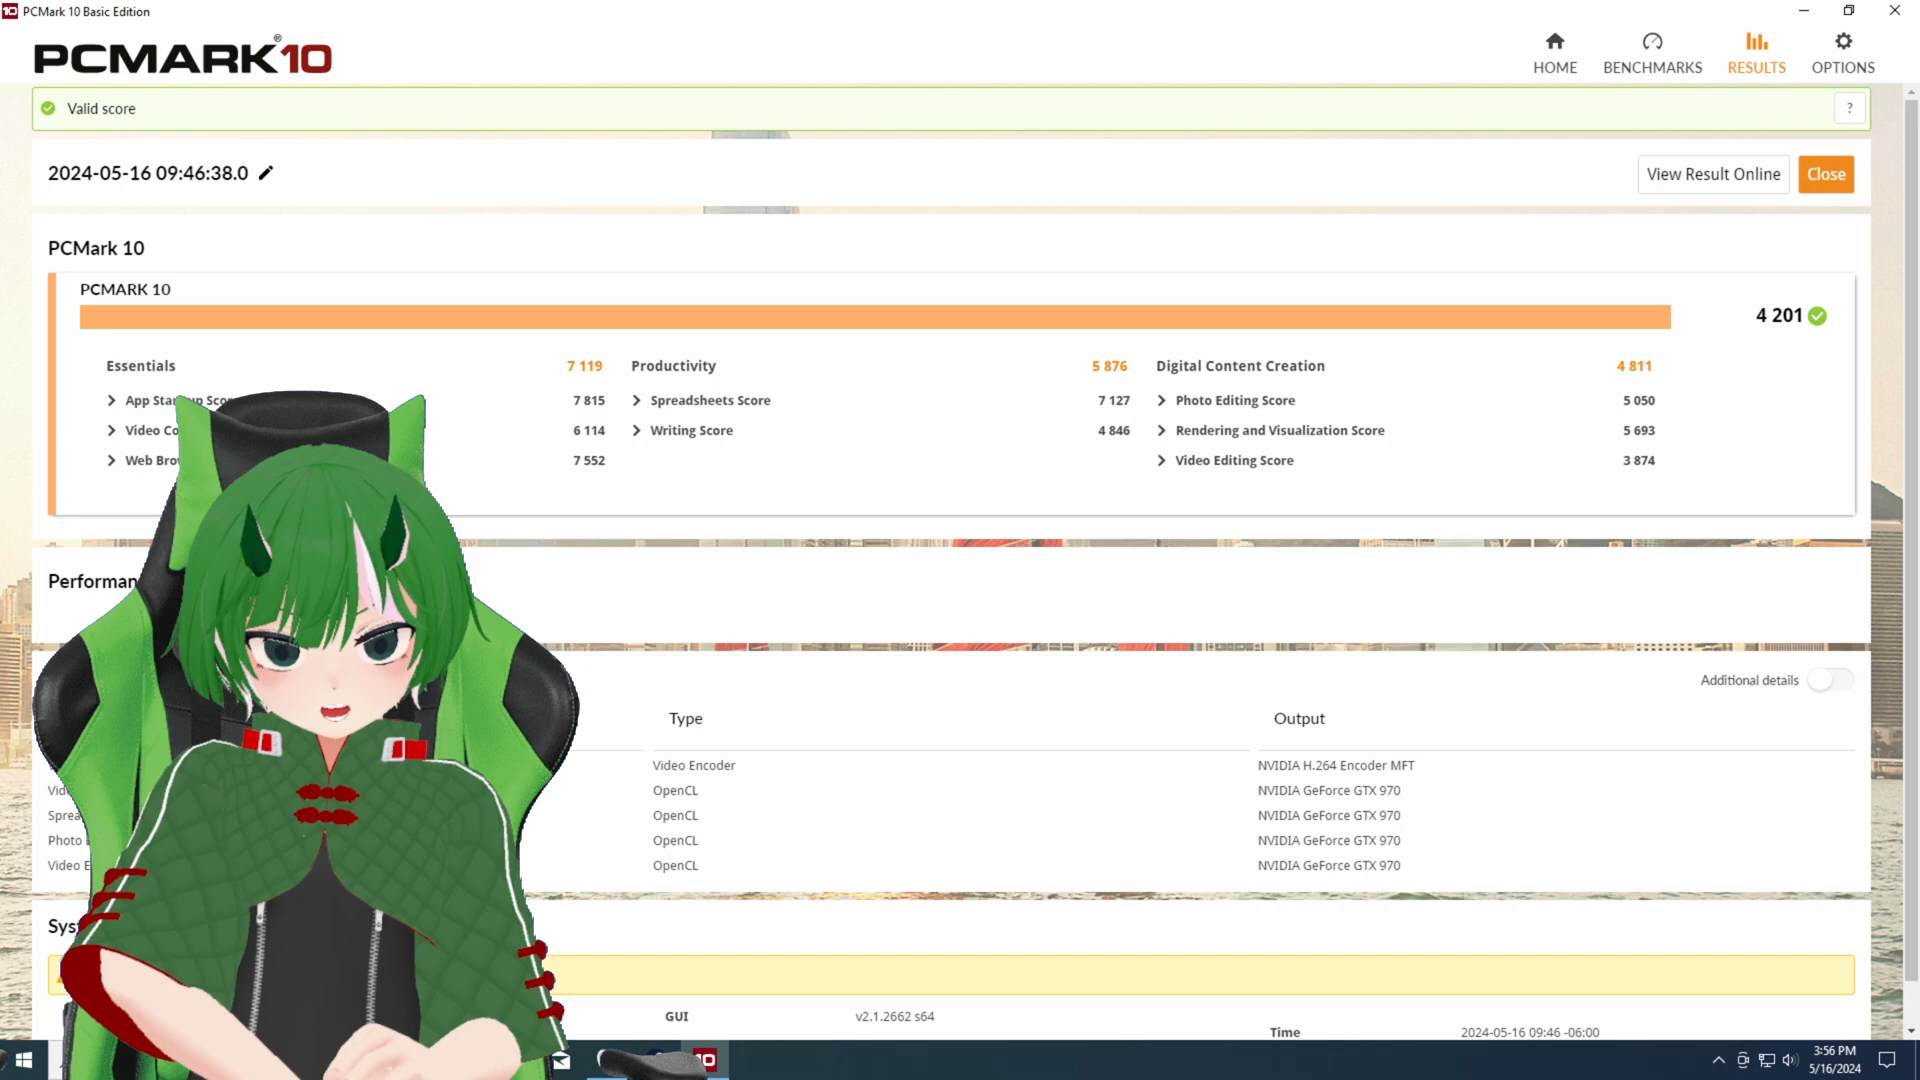 PCMark 10 Basic Edition
PCMARK®10
HOME
BENCHMARKS
RESULTS
OPTIONS
Valid score
?
2024-05-16 09:46:38.0
View Result Online
Close
PCMark 10
PCMARK 10
4 201
Essentials 7 119
App 7 815
6 114
7 552
Productivity 5 876
Spreadsheets Score 7 127
Writing Score 4 846
Digital Content Creation 4 811
Photo Editing Score 5 050
Rendering and Visualization Score 5 693
Video Editing Score 3 874
Additional details
Type Output
Video Encoder NVIDIA H.264 Encoder MFT
OpenCL NVIDIA GeForce GTX 970
OpenCL NVIDIA GeForce GTX 970
Photo OpenCL NVIDIA GeForce GTX 970
Video OpenCL NVIDIA GeForce GTX 970
GUI v2.1.2662 s64
Time 2024-05-16 09:46 -06:00
10
3:56 PM
5/16/2024